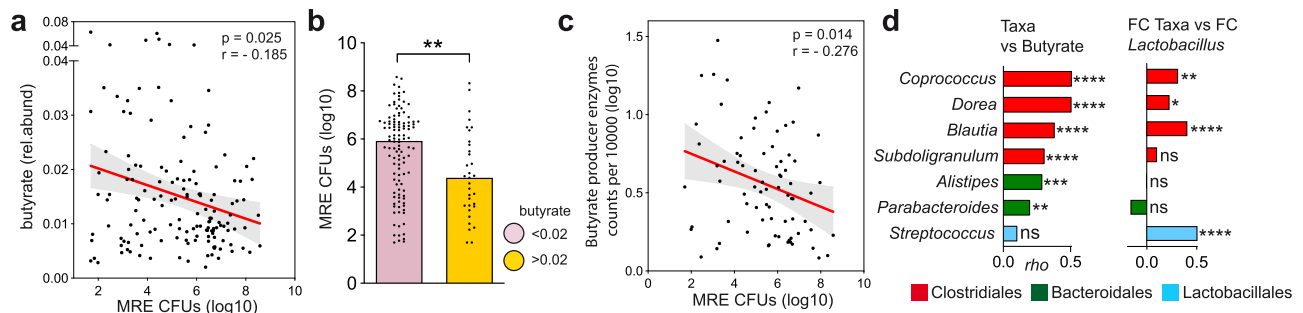 a
butyrate (rel.abund)
0.08
0.04
0.04
0.03
0.02
0.01
0.00
p = 0.025
r = - 0.185
2 4 6 8 10
MRE CFUs (log10)
b
MRE CFUs (log10)
10
8
6
4
2
0
**
butyrate
<0.02
>0.02
c
Butyrate producer enzymes
counts per 10000 (log10)
1.5
1.0
0.5
0.0
p = 0.014
r = -0.276
0 2 4 6 8 10
MRE CFUs (log10)
d
Taxa
vs Butyrate
FC Taxa vs FC
Lactobacillus
Coprococcus **** **
Dorea **** *
Blautia **** ****
Subdoligranulum **** ns
Alistipes *** ns
Parabacteroides ** ns
Streptococcus ns ****
0.0 rho 0.5
0.0 0.5
Clostridiales Bacteroidales Lactobacillales